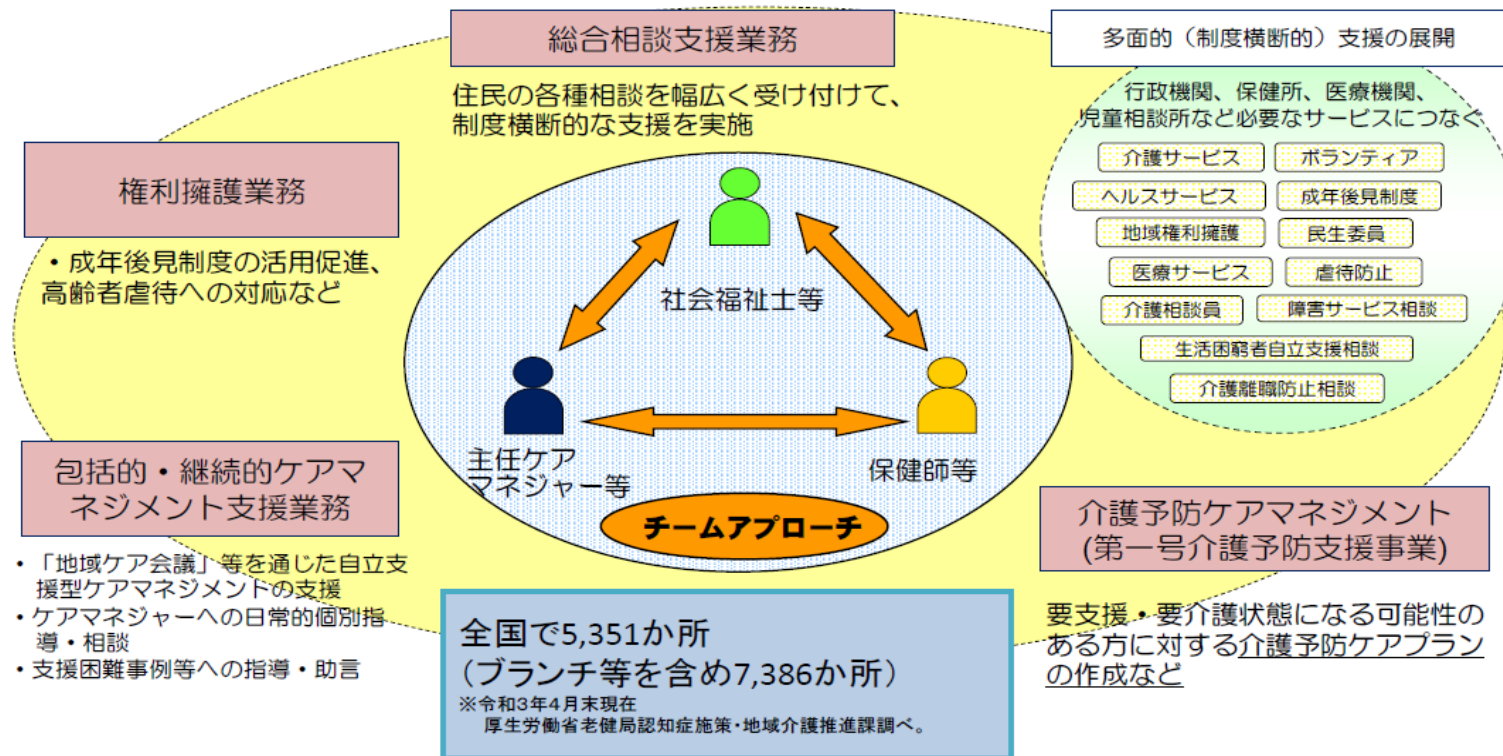 総合相談支援業務
住民の各種相談を幅広く受け付けて、
制度横断的な支援を実施
多面的（制度横断的）支援の展開
行政機関、保健所、医療機関、
児童相談所など必要なサービスにつなぐ
介護サービス
ボランティア
ヘルスサービス
成年後見制度
地域権利擁護
民生委員
医療サービス
虐待防止
介護相談員
障害サービス相談
生活困窮者自立支援相談
介護離職防止相談
権利擁護業務
・成年後見制度の活用促進、
高齢者虐待への対応など
社会福祉士等
主任ケア
マネジャー等
保健師等
チームアプローチ
包括的・継続的ケアマ
ネジメント支援業務
・「地域ケア会議」等を通じた自立支
援型ケアマネジメントの支援
・ケアマネジャーへの日常的個別指
導・相談
・支援困難事例等への指導・助言
全国で5,351か所
（ブランチ等を含め7,386か所）
※令和3年4月末現在
厚生労働省老健局認知症施策・地域介護推進課調べ。
介護予防ケアマネジメント
(第一号介護予防支援事業)
要支援・要介護状態になる可能性の
ある方に対する介護予防ケアプラン
の作成など